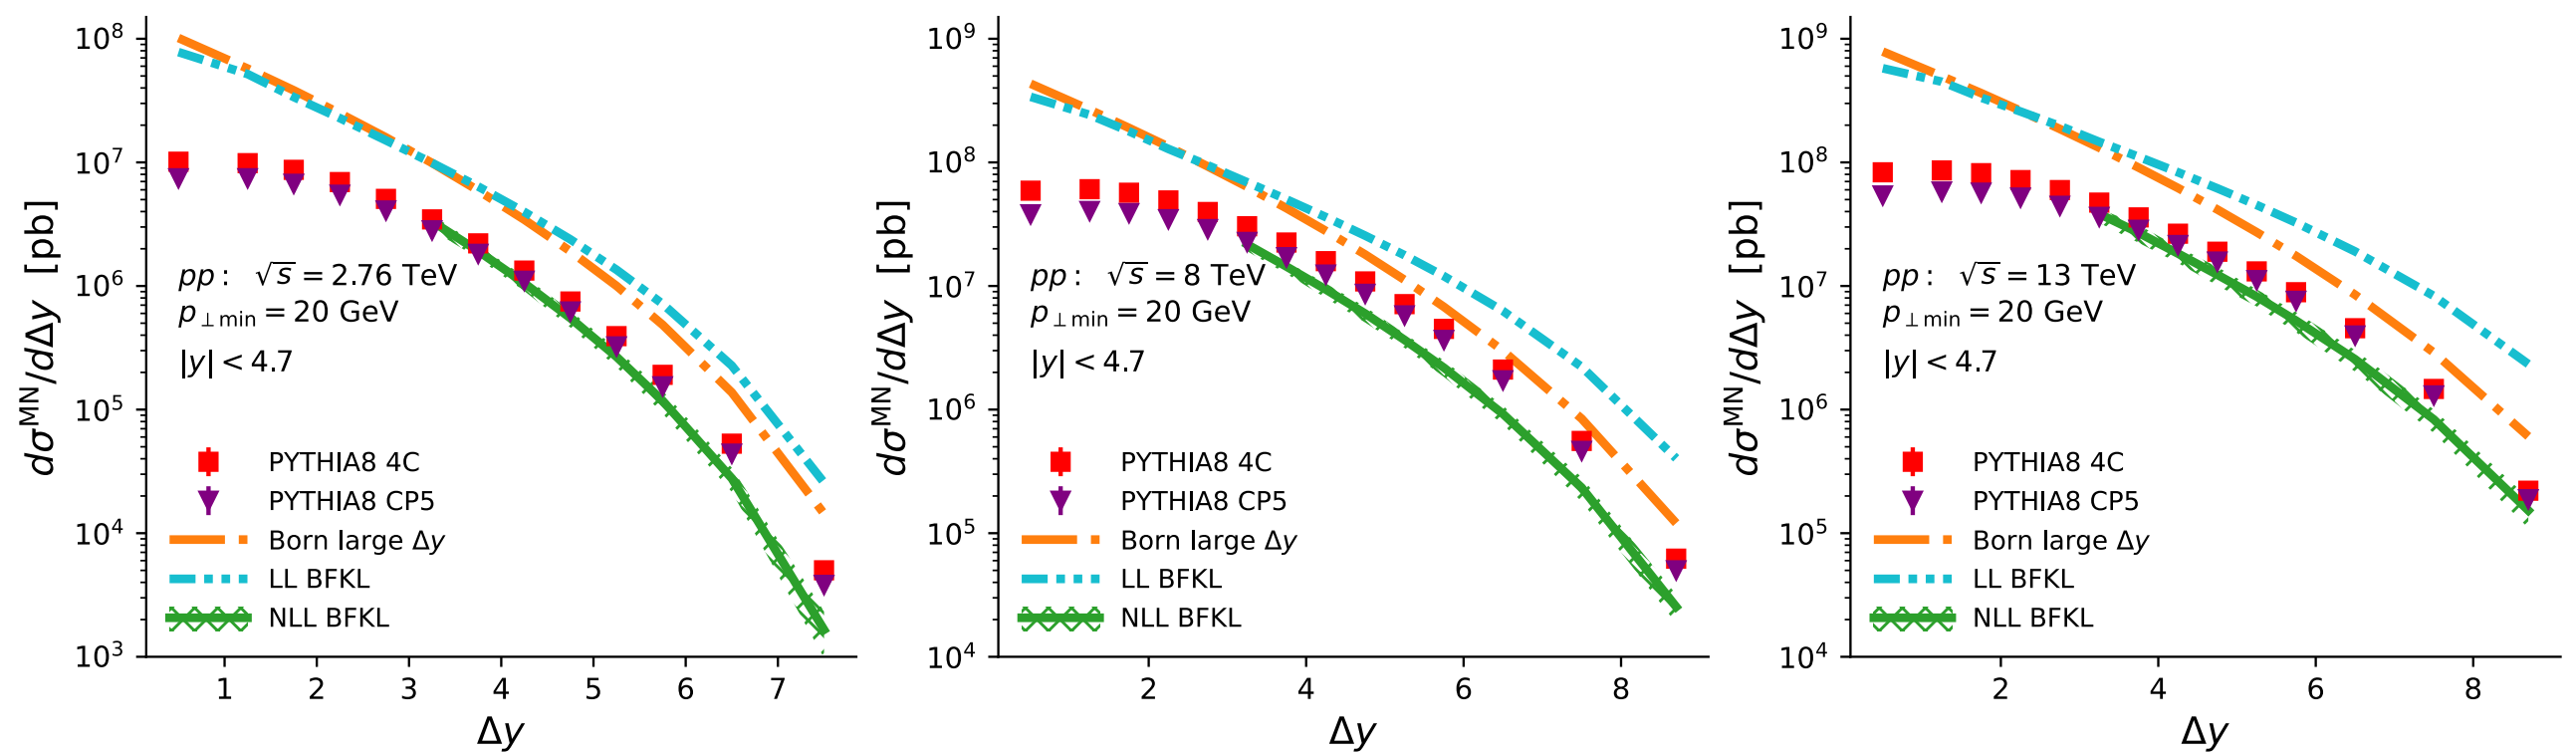 dσ^MN/dΔy [pb]
10^8
10^7
10^6
10^5
10^4
10^3
pp : √s = 2.76 TeV
p⊥min = 20 GeV
|y| < 4.7
PYTHIA8 4C
PYTHIA8 CP5
Born large Δy
LL BFKL
NLL BFKL
1 2 3 4 5 6 7
Δy
dσ^MN/dΔy [pb]
10^9
10^8
10^7
10^6
10^5
10^4
pp : √s = 8 TeV
p⊥min = 20 GeV
|y| < 4.7
PYTHIA8 4C
PYTHIA8 CP5
Born large Δy
LL BFKL
NLL BFKL
2 4 6 8
Δy
dσ^MN/dΔy [pb]
10^9
10^8
10^7
10^6
10^5
10^4
pp : √s = 13 TeV
p⊥min = 20 GeV
|y| < 4.7
PYTHIA8 4C
PYTHIA8 CP5
Born large Δy
LL BFKL
NLL BFKL
2 4 6 8
Δy